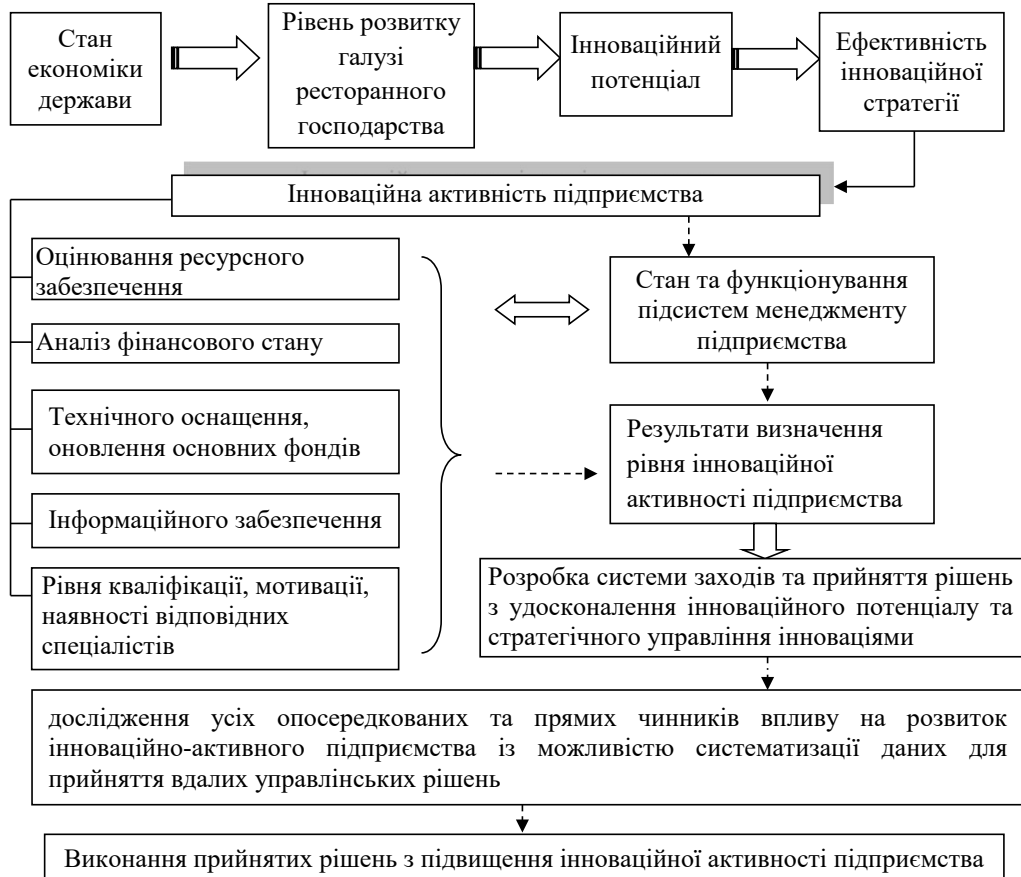 Стан
економіки
держави
Рівень розвитку
галузі
ресторанного
господарства
Інноваційний
потенціал
Ефективність
інноваційної
стратегії
Інноваційна активність підприємства
Оцінювання ресурсного
забезпечення
Аналіз фінансового стану
Технічного оснащення,
оновлення основних фондів
Інформаційного забезпечення
Рівня кваліфікації, мотивації,
наявності відповідних
спеціалістів
Стан та функціонування
підсистем менеджменту
підприємства
Результати визначення
рівня інноваційної
активності підприємства
Розробка системи заходів та прийняття рішень
з удосконалення інноваційного потенціалу та
стратегічного управління інноваціями
дослідження усіх опосередкованих та прямих чинників впливу на розвиток
інноваційно-активного підприємства із можливістю систематизації даних для
прийняття вдалих управлінських рішень
Виконання прийнятих рішень з підвищення інноваційної активності підприємства